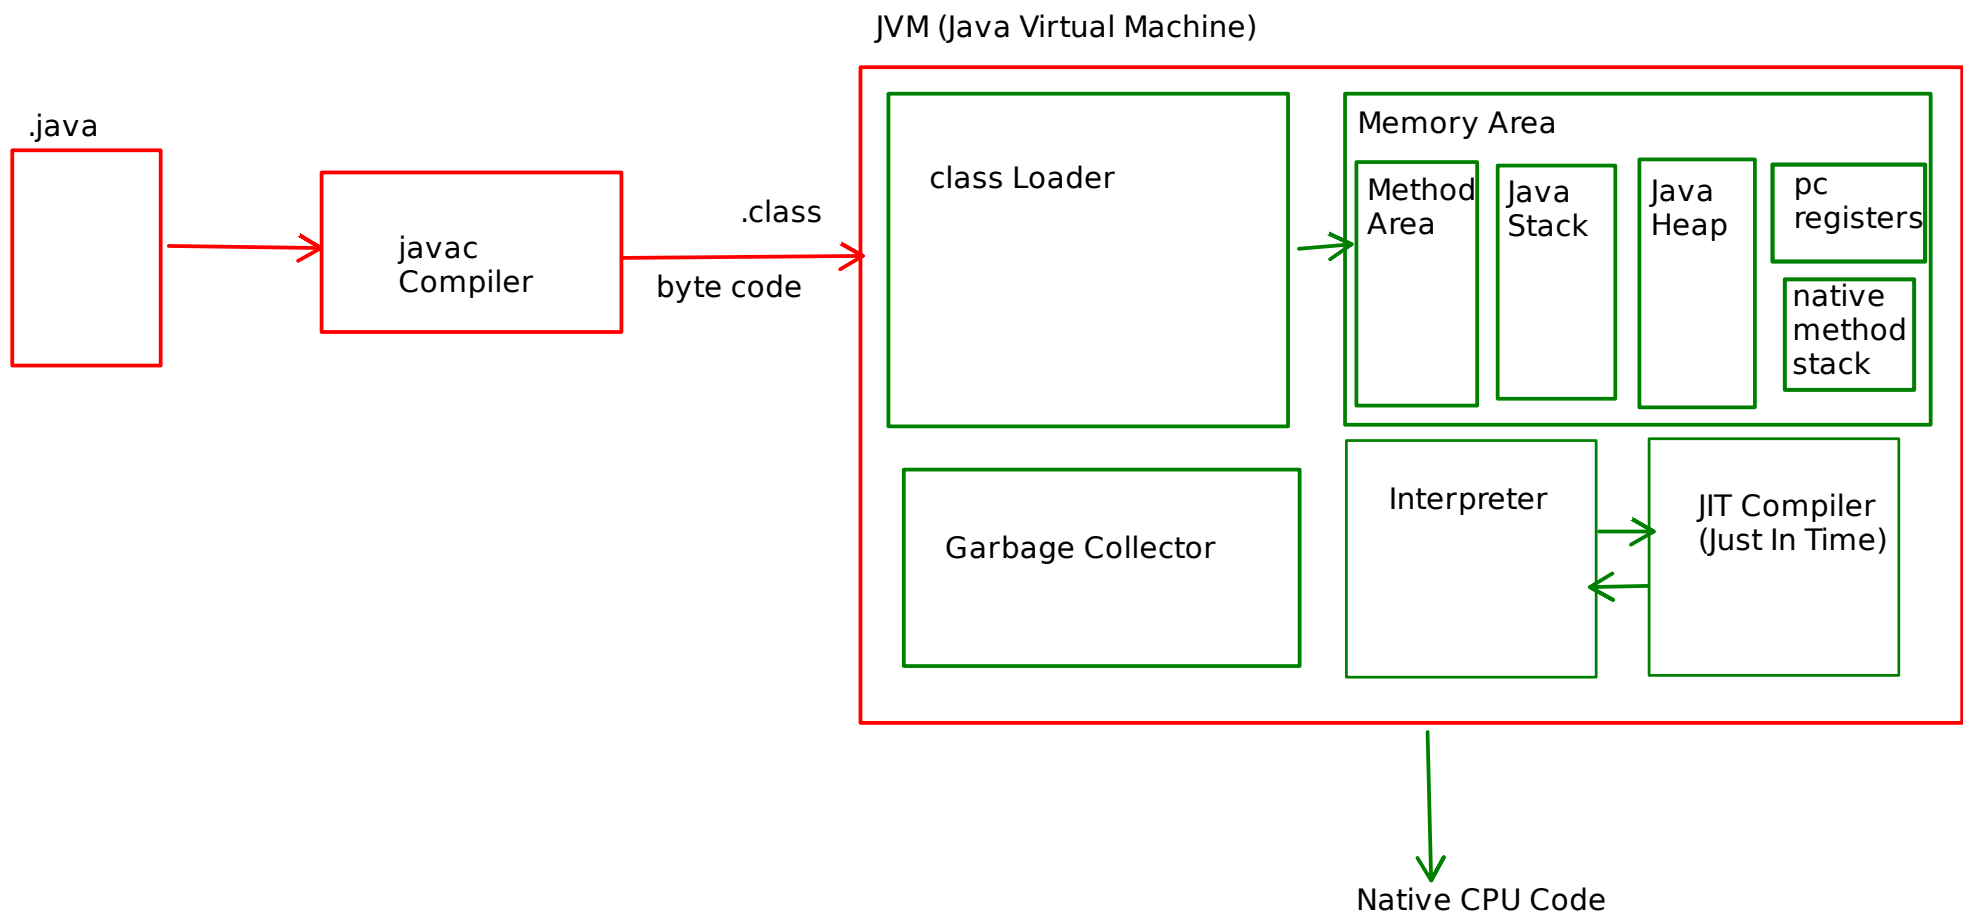 JVM (Java Virtual Machine)
.java
javac
Compiler
.class
byte code
class Loader
Memory Area
Method
Area
Java
Stack
Java
Heap
pc
registers
native
method
stack
Garbage Collector
Interpreter
JIT Compiler
(Just In Time)
Native CPU Code